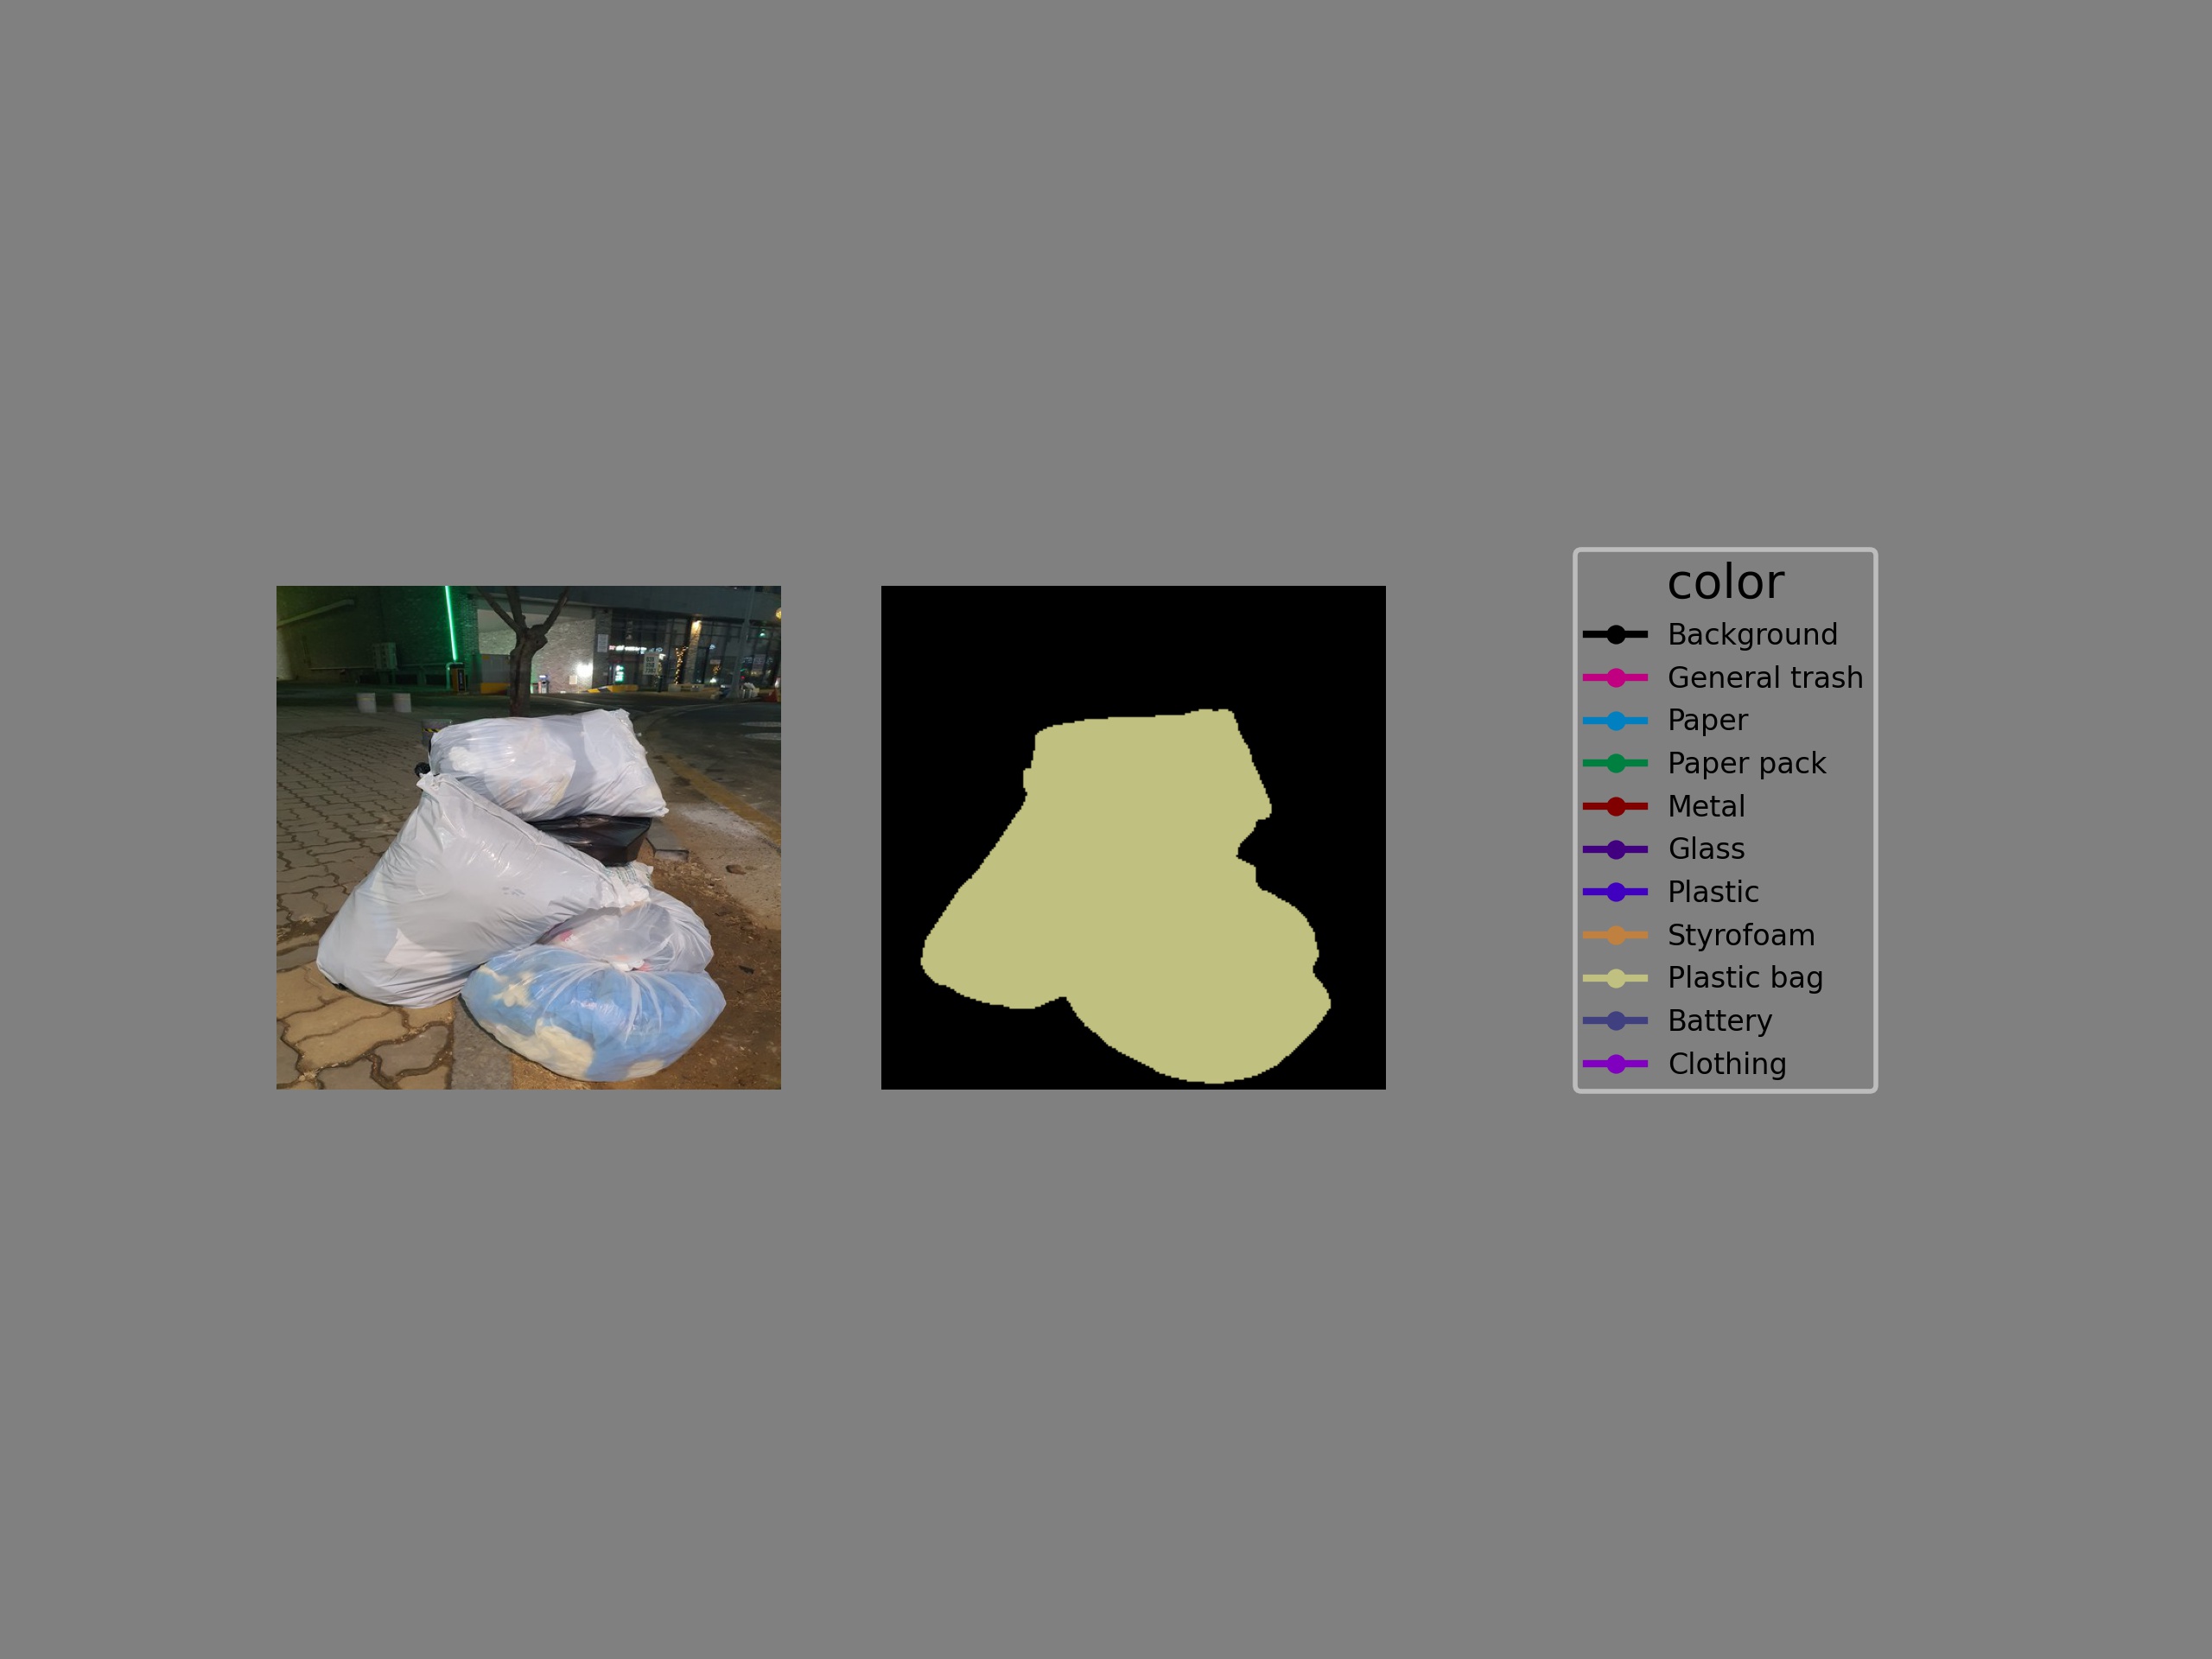 color
Background
General trash
Paper
Paper pack
Metal
Glass
Plastic
Styrofoam
Plastic bag
Battery
Clothing